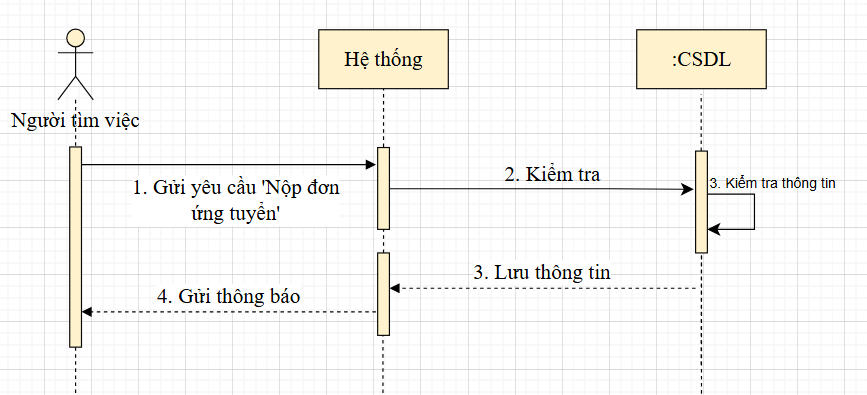 Hệ thống
:CSDL
Người tìm việc
1. Gửi yêu cầu 'Nộp đơn
ứng tuyển'
2. Kiểm tra
3. Kiểm tra thông tin
3. Lưu thông tin
4. Gửi thông báo